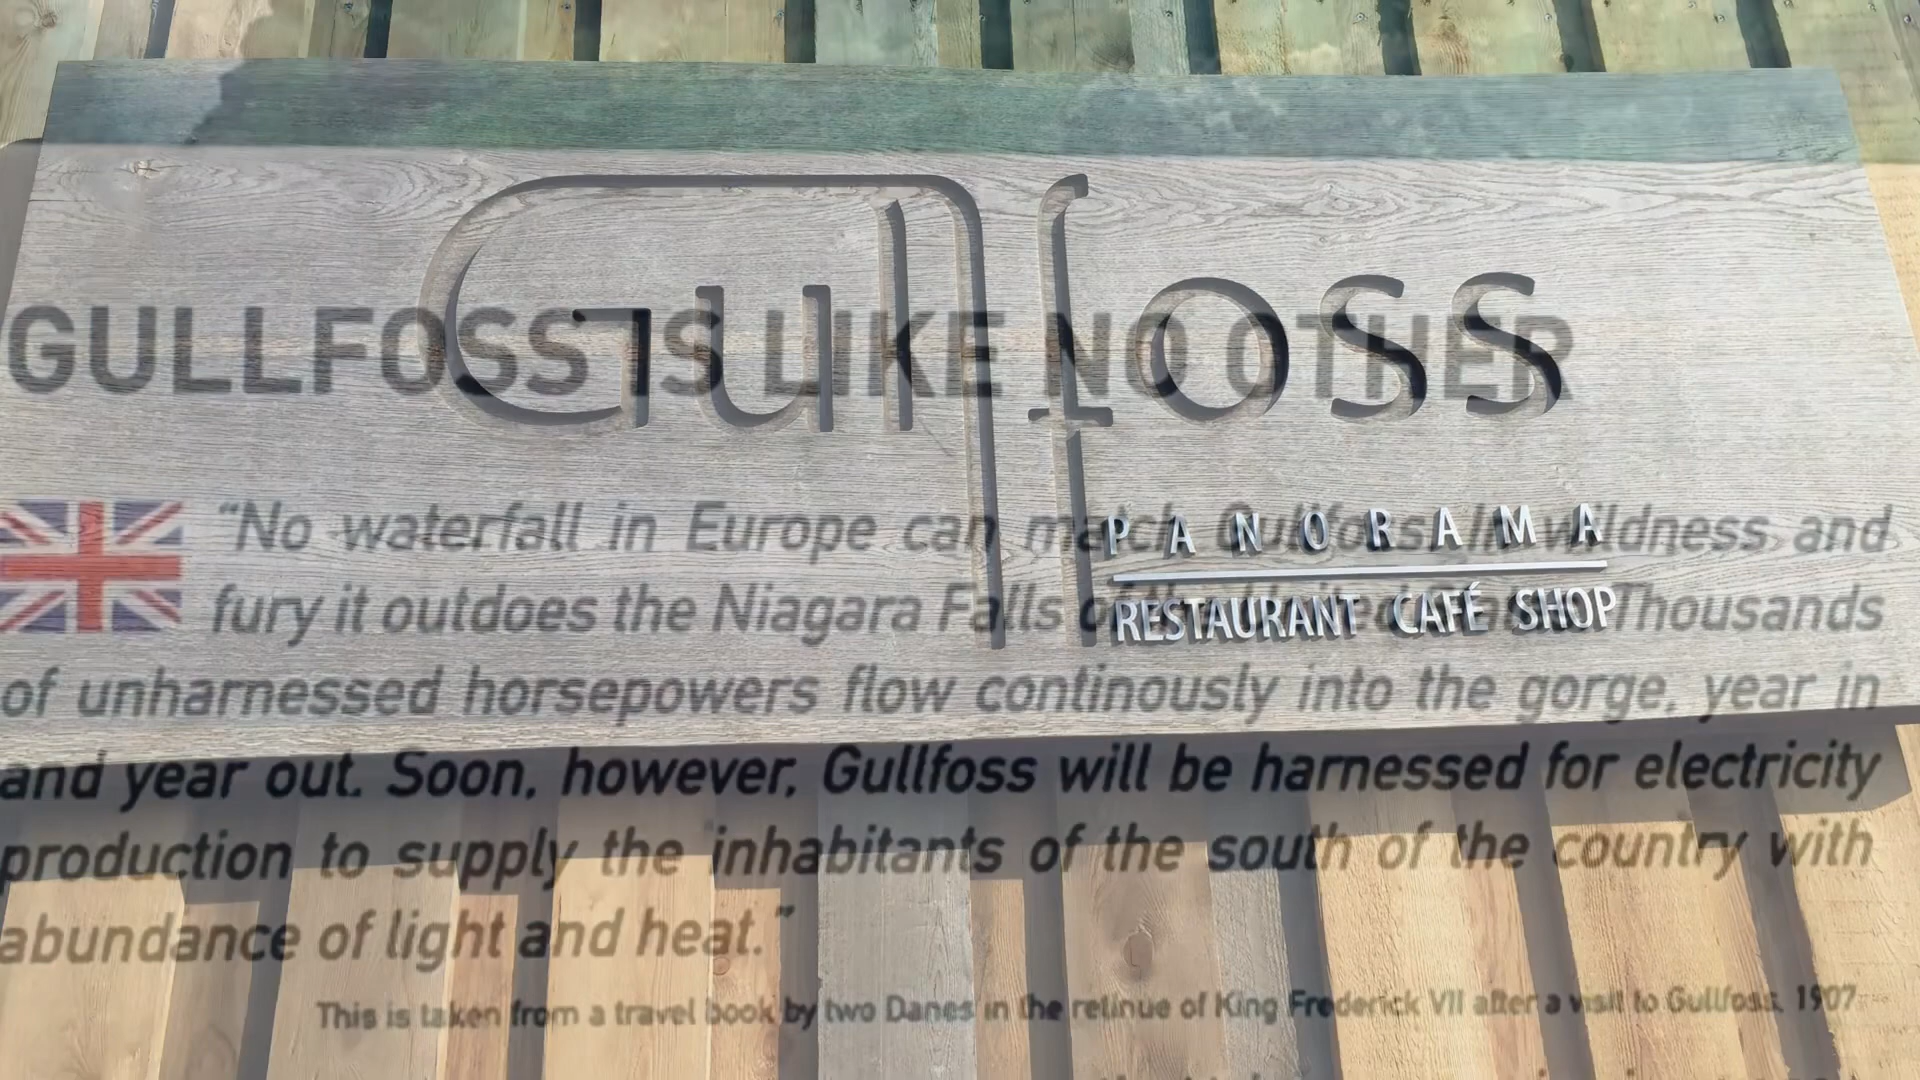 Gullfoss
PANORAMA
RESTAURANT CAFÉ SHOP
GULLFOSS IS LIKE NO OTHER
“No waterfall in Europe can match Gullfoss. In wildness and
fury it outdoes the Niagara Falls of the United States. Thousands
of unharnessed horsepowers flow continously into the gorge, year in
and year out. Soon, however, Gullfoss will be harnessed for electricity
production to supply the inhabitants of the south of the country with
abundance of light and heat.”
This is taken from a travel book by two Danes in the retinue of King Frederick VII after a visit to Gullfoss, 1907